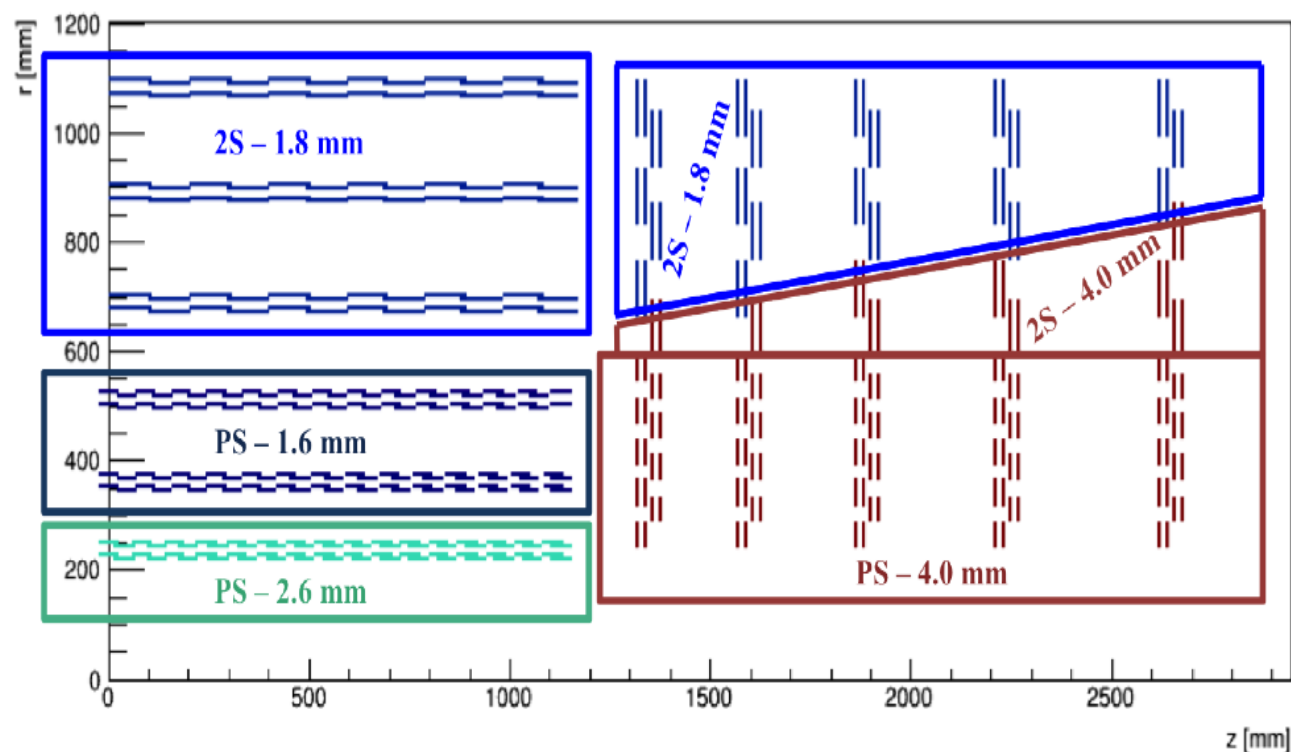 r [mm]
1200
1000
800
600
400
200
0
2S – 1.8 mm
2S – 1.8 mm
2S – 4.0 mm
PS – 1.6 mm
PS – 2.6 mm
PS – 4.0 mm
0
500
1000
1500
2000
2500
z [mm]